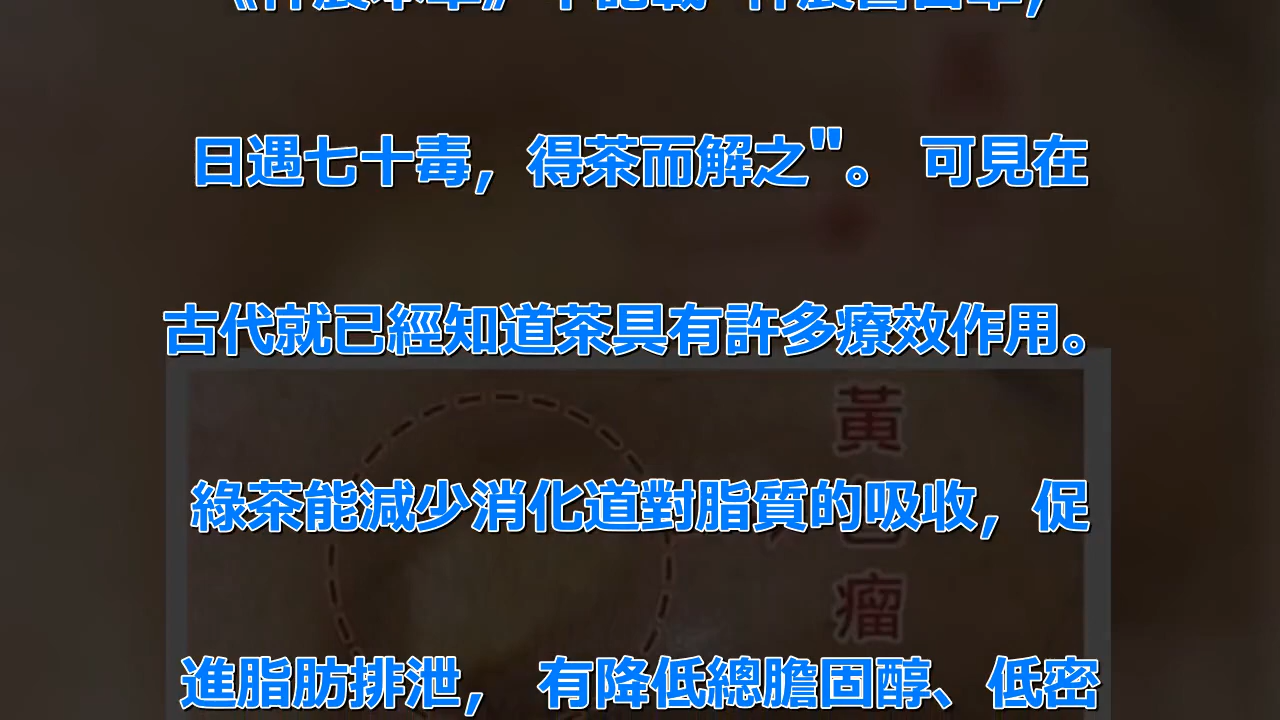 日遇七十毒，得茶而解之"。 可見在
古代就已經知道茶具有許多療效作用。
綠茶能減少消化道對脂質的吸收，促
進脂肪排泄， 有降低總膽固醇、低密
黃
瘤